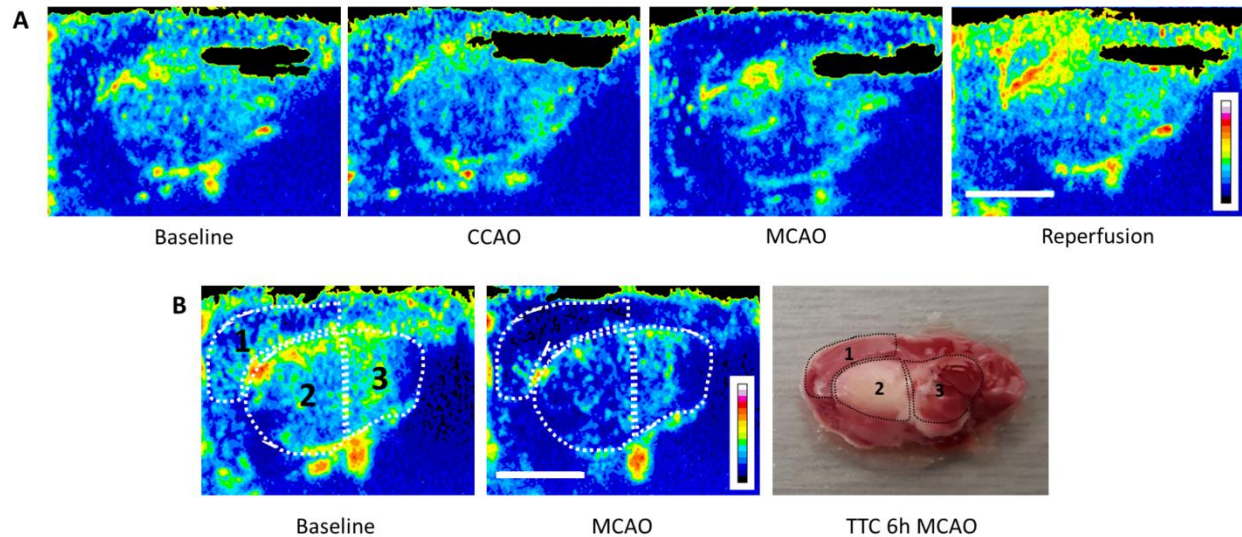 A
Baseline CCAO MCAO Reperfusion
B
1 2 3
1 2 3
Baseline MCAO TTC 6h MCAO